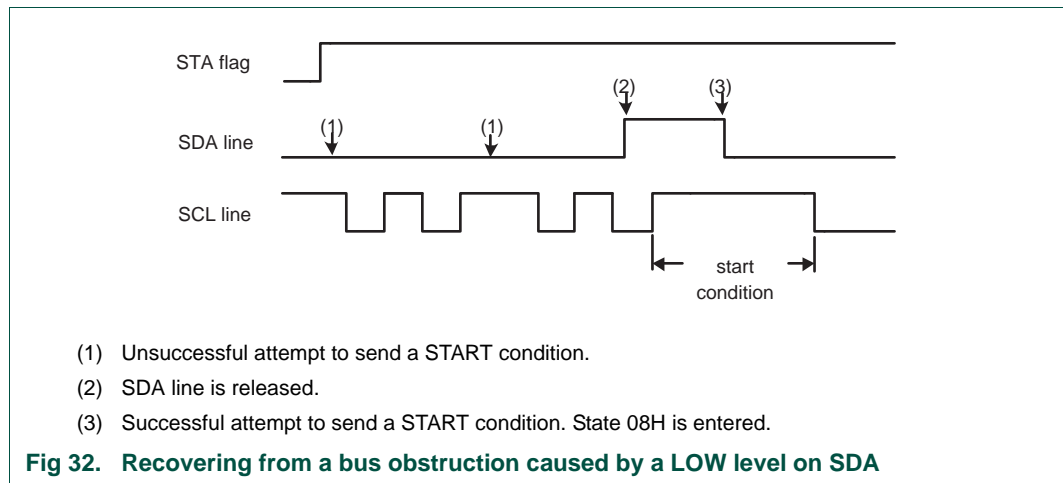 STA flag
(2) (3)
(1) (1)
SDA line
SCL line
start
condition
(1) Unsuccessful attempt to send a START condition.
(2) SDA line is released.
(3) Successful attempt to send a START condition. State 08H is entered.
Fig 32. Recovering from a bus obstruction caused by a LOW level on SDA